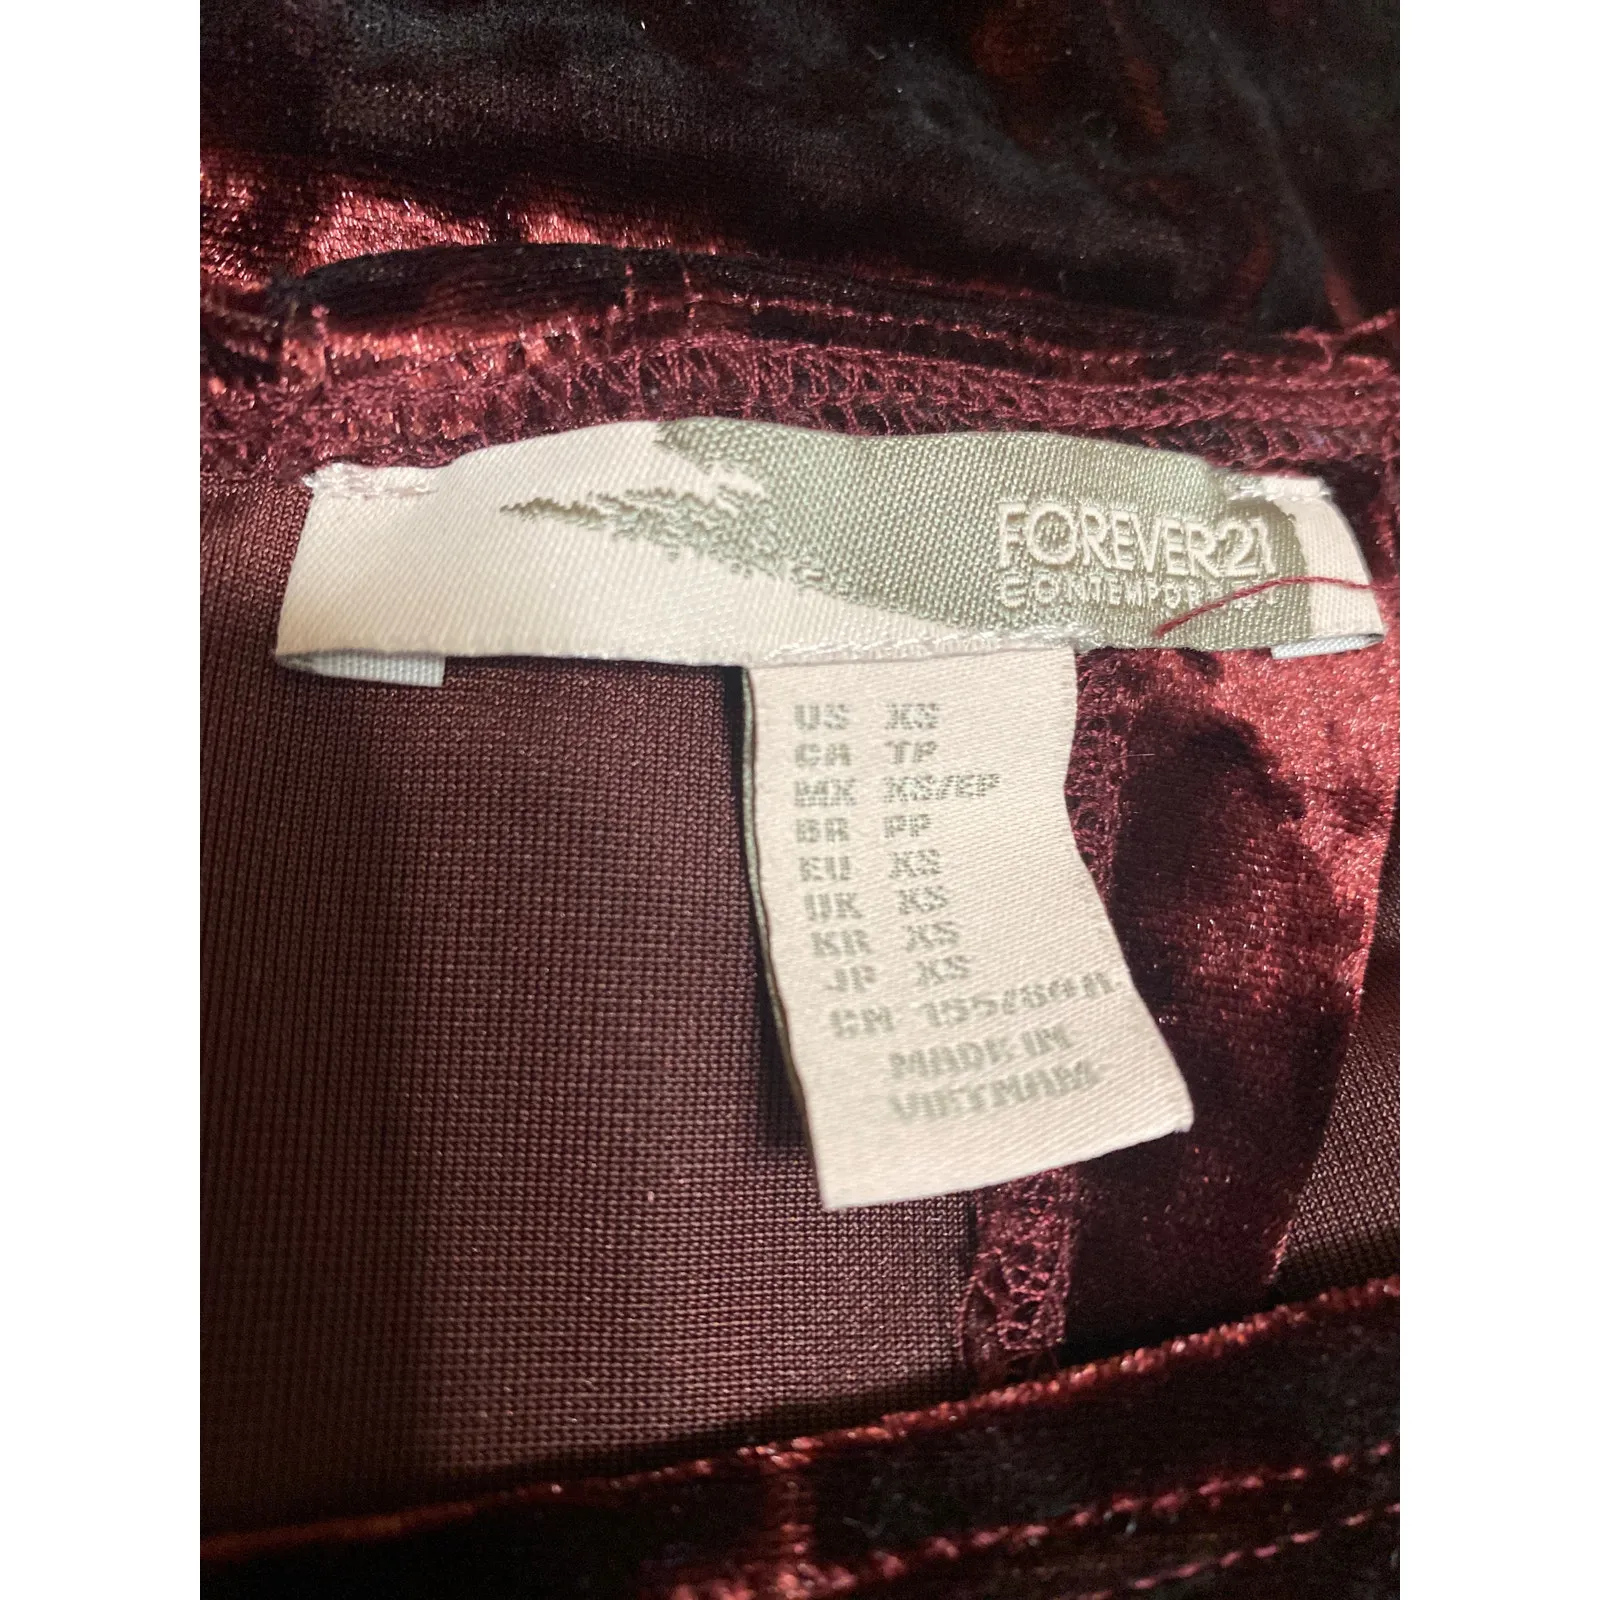 FOREVER21
CONTEMPORARY
US XS
CA TP
MX XS/EP
BR PP
EU XS
UK XS
KR XS
JP XS
CM 155/80A
MADE IN
VIETNAM